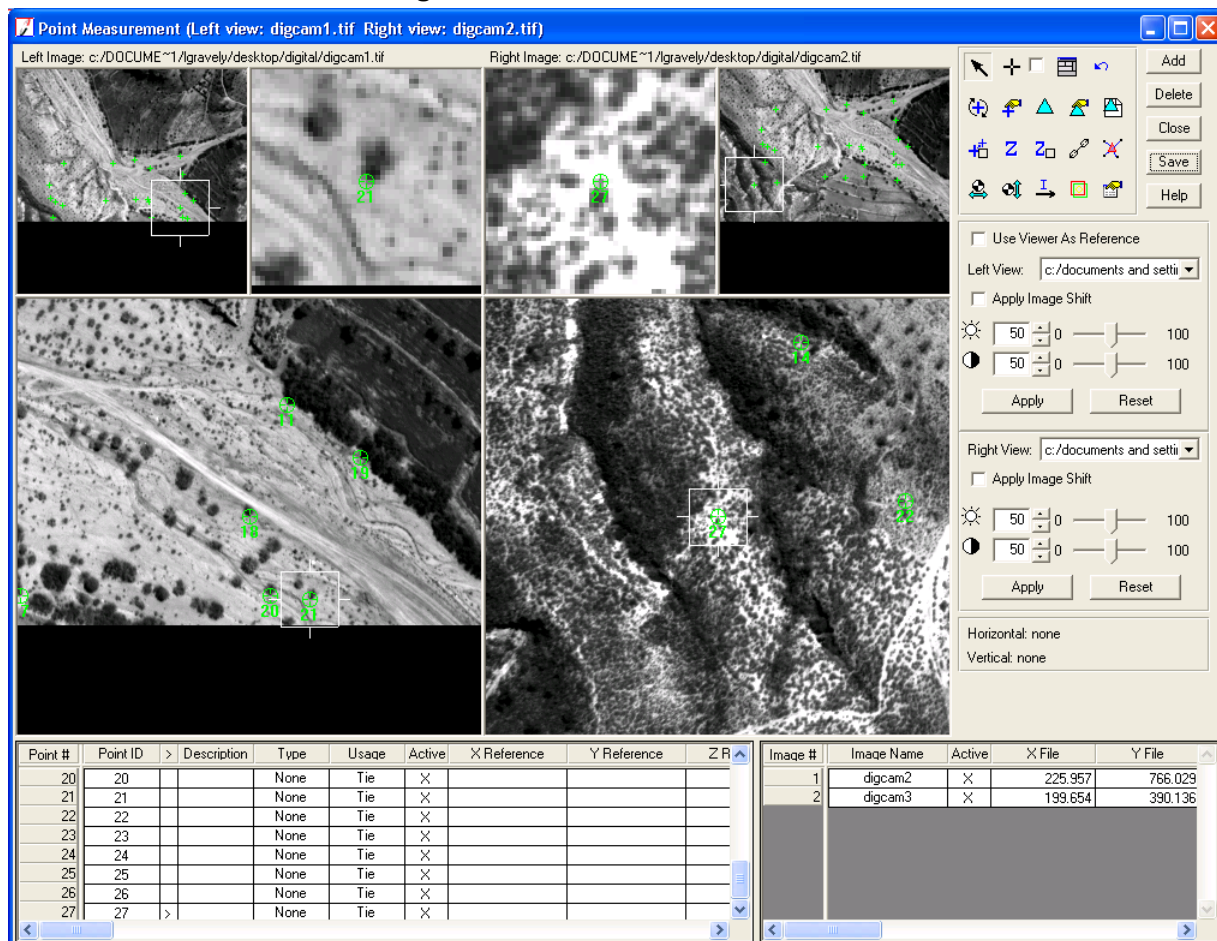 Point Measurement (Left view: digcam1.tif Right view: digcam2.tif)
Left Image: c:/DOCUME~1/lgravely/desktop/digital/digcam1.tif
Right Image: c:/DOCUME~1/lgravely/desktop/digital/digcam2.tif
Add
Delete
Close
Save
Help
21
27
Use Viewer As Reference
Left View: c:/documents and settii
Apply Image Shift
50 0 100
50 0 100
Apply Reset
Right View: c:/documents and settii
Apply Image Shift
50 0 100
50 0 100
Apply Reset
Horizontal: none
Vertical: none
19
18
20
21
14
27
Point # Point ID > Description Type Usage Active X Reference Y Reference Z R
20 20 None Tie X
21 21 None Tie X
22 22 None Tie X
23 23 None Tie X
24 24 None Tie X
25 25 None Tie X
26 26 None Tie X
27 27 > None Tie X
Image # Image Name Active X File Y File
1 digcam2 X 225.957 766.029
2 digcam3 X 199.654 390.136